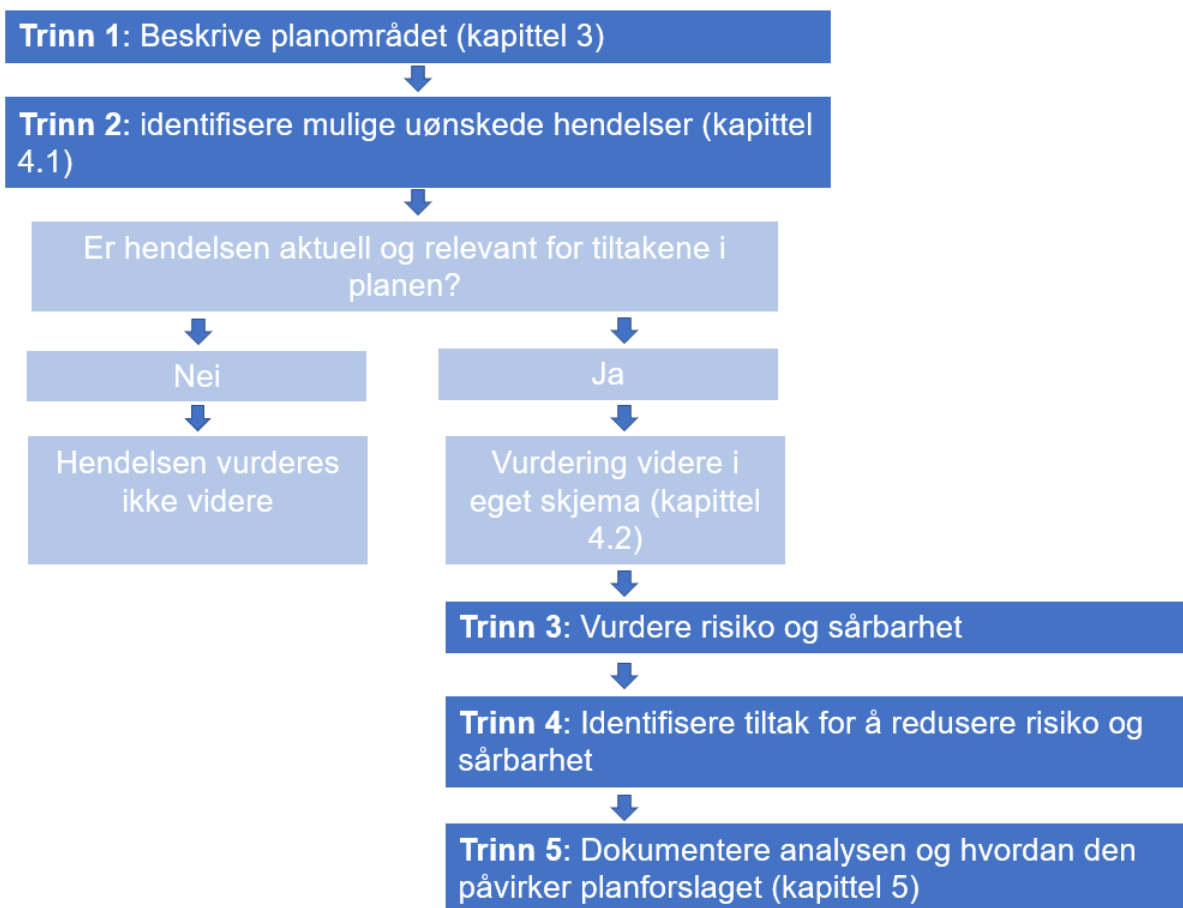 Trinn 1: Beskrive planområdet (kapittel 3)
Trinn 2: identifisere mulige uønskede hendelser (kapittel
4.1)
Er hendelsen aktuell og relevant for tiltakene i
planen?
Nei
Ja
Hendelsen vurderes
ikke videre
Vurdering videre i
eget skjema (kapittel
4.2)
Trinn 3: Vurdere risiko og sårbarhet
Trinn 4: Identifisere tiltak for å redusere risiko og
sårbarhet
Trinn 5: Dokumentere analysen og hvordan den
påvirker planforslaget (kapittel 5)